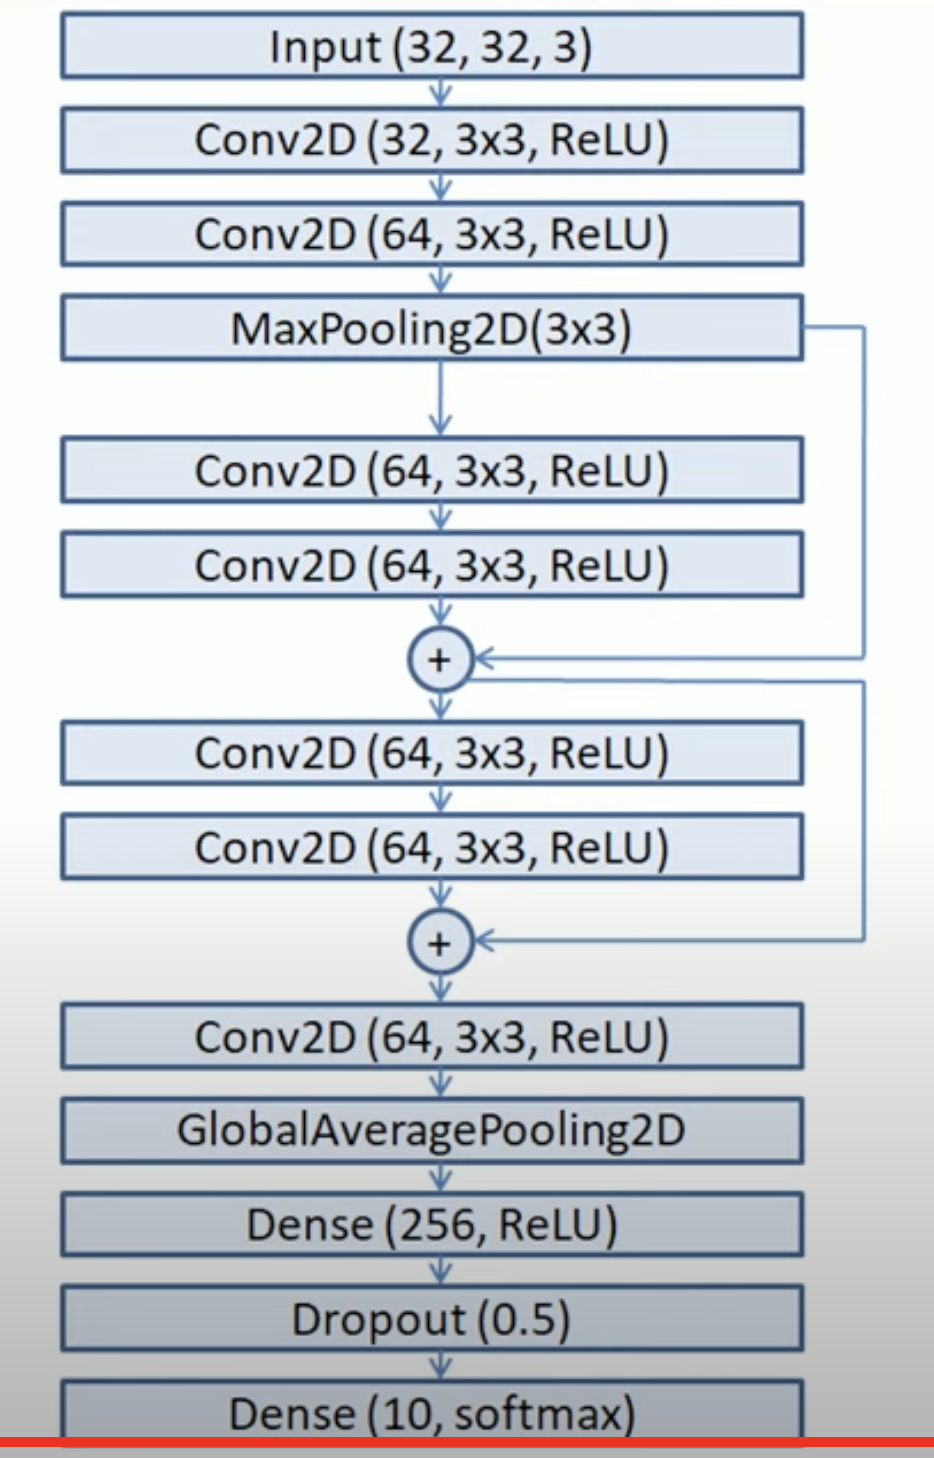 Input (32, 32, 3)
Conv2D (32, 3x3, ReLU)
Conv2D (64, 3x3, ReLU)
MaxPooling2D(3x3)
Conv2D (64, 3x3, ReLU)
Conv2D (64, 3x3, ReLU)
+
Conv2D (64, 3x3, ReLU)
Conv2D (64, 3x3, ReLU)
+
Conv2D (64, 3x3, ReLU)
GlobalAveragePooling2D
Dense (256, ReLU)
Dropout (0.5)
Dense (10, softmax)